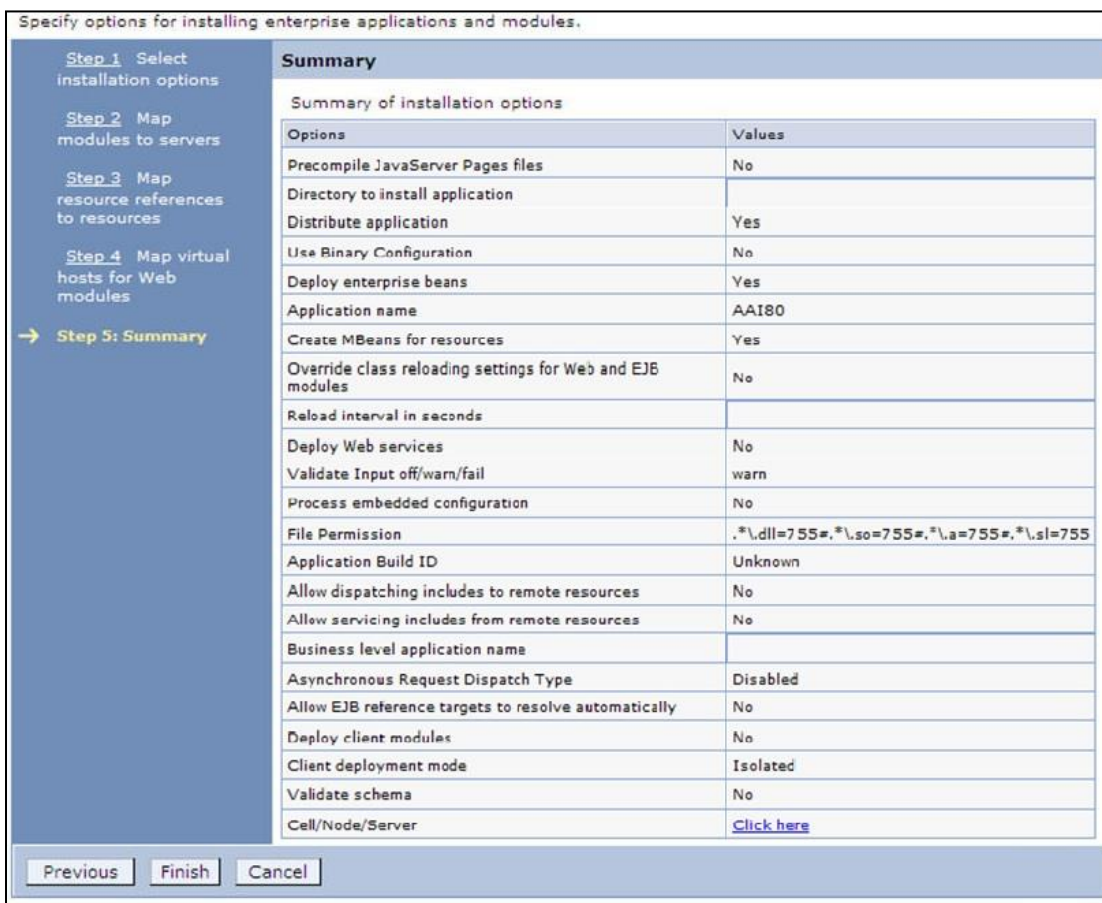 Specify options for installing enterprise applications and modules.
Step 1 Select
installation options
Step 2 Map
modules to servers
Step 3 Map
resource references
to resources
Step 4 Map virtual
hosts for Web
modules
Step 5: Summary
Summary
Summary of installation options
Options Values
Precompile JavaServer Pages files No
Directory to install application
Distribute application Yes
Use Binary Configuration No
Deploy enterprise beans Yes
Application name AAI80
Create MBeans for resources Yes
Override class reloading settings for Web and EJB
modules No
Reload interval in seconds
Deploy Web services No
Validate Input off/warn/fail warn
Process embedded configuration No
File Permission .*\.dll=755#.*\.so=755#.*\.a=755#.*\.sl=755
Application Build ID Unknown
Allow dispatching includes to remote resources No
Allow servicing includes from remote resources No
Business level application name
Asynchronous Request Dispatch Type Disabled
Allow EJB reference targets to resolve automatically No
Deploy client modules No
Client deployment mode Isolated
Validate schema No
Cell/Node/Server Click here
Previous Finish Cancel